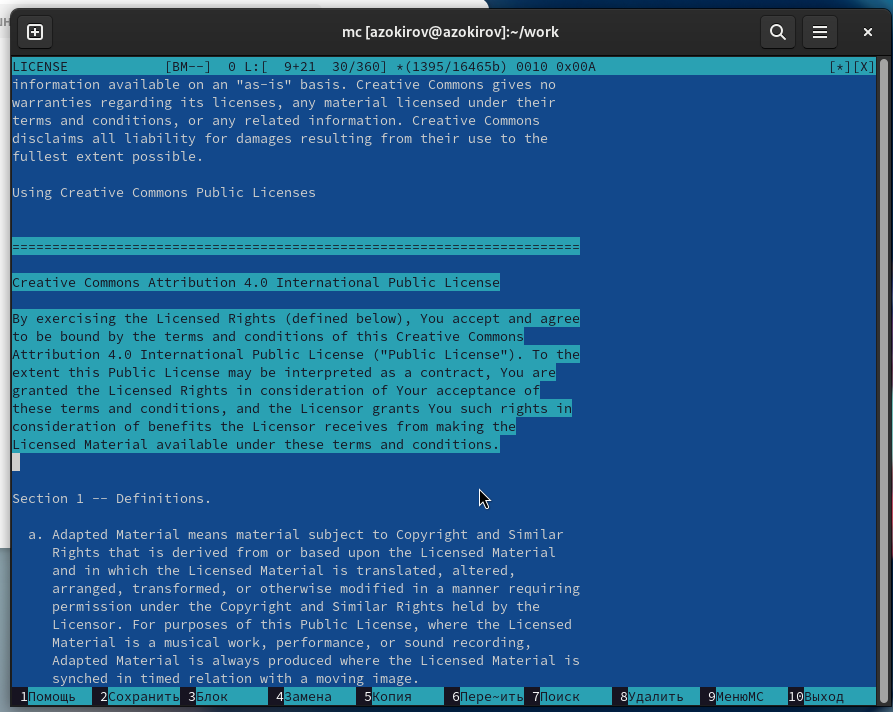 mc [azokirov@azokirov]:~/work
LICENSE [BM--] 0 L:[ 9+21 30/360] *(1395/16465b) 0010 0x00A [*][X]
information available on an "as-is" basis. Creative Commons gives no
warranties regarding its licenses, any material licensed under their
terms and conditions, or any related information. Creative Commons
disclaims all liability for damages resulting from their use to the
fullest extent possible.
Using Creative Commons Public Licenses
=======================================================================
Creative Commons Attribution 4.0 International Public License
By exercising the Licensed Rights (defined below), You accept and agree
to be bound by the terms and conditions of this Creative Commons
Attribution 4.0 International Public License ("Public License"). To the
extent this Public License may be interpreted as a contract, You are
granted the Licensed Rights in consideration of Your acceptance of
these terms and conditions, and the Licensor grants You such rights in
consideration of benefits the Licensor receives from making the
Licensed Material available under these terms and conditions.
Section 1 -- Definitions.
a. Adapted Material means material subject to Copyright and Similar
Rights that is derived from or based upon the Licensed Material
and in which the Licensed Material is translated, altered,
arranged, transformed, or otherwise modified in a manner requiring
permission under the Copyright and Similar Rights held by the
Licensor. For purposes of this Public License, where the Licensed
Material is a musical work, performance, or sound recording,
Adapted Material is always produced where the Licensed Material is
synched in timed relation with a moving image.
1Помощь 2Сохранить 3Блок 4Замена 5Копия 6Пере~ить 7Поиск 8Удалить 9МенюMC 10Выход